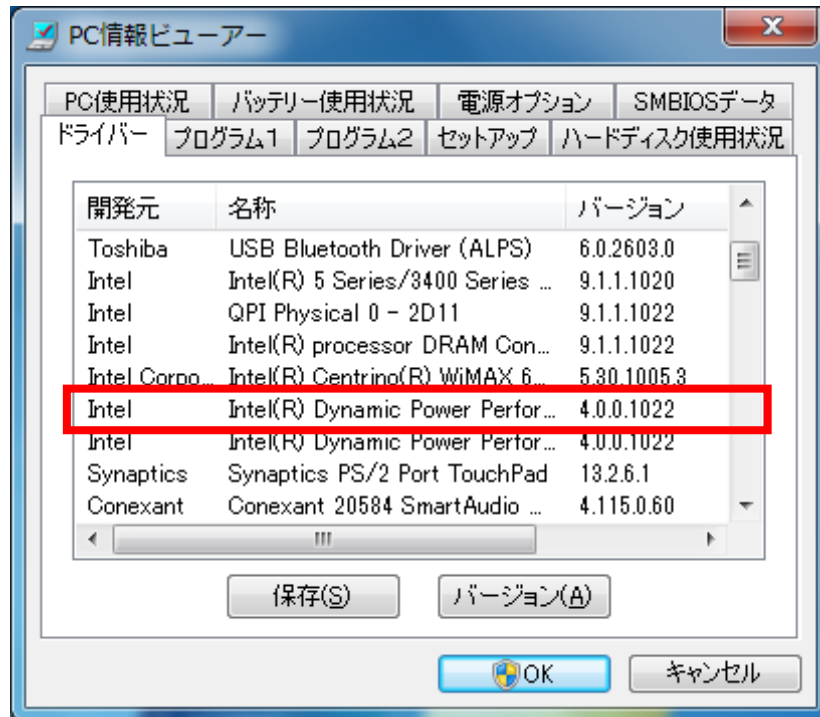 PC情報ビューアー
PC使用状況 バッテリー使用状況 電源オプション SMBIOSデータ
ドライバー プログラム1 プログラム2 セットアップ ハードディスク使用状況
開発元 名称 バージョン
Toshiba USB Bluetooth Driver (ALPS) 6.0.2603.0
Intel Intel(R) 5 Series/3400 Series ... 9.1.1.1020
Intel QPI Physical 0 - 2D11 9.1.1.1022
Intel Intel(R) processor DRAM Con... 9.1.1.1022
Intel Corpo... Intel(R) Centrino(R) WiMAX 6... 5.30.1005.3
Intel Intel(R) Dynamic Power Perfor... 4.0.0.1022
Intel Intel(R) Dynamic Power Perfor... 4.0.0.1022
Synaptics Synaptics PS/2 Port TouchPad 13.2.6.1
Conexant Conexant 20584 SmartAudio ... 4.115.0.60
保存(S) バージョン(A)
OK キャンセル